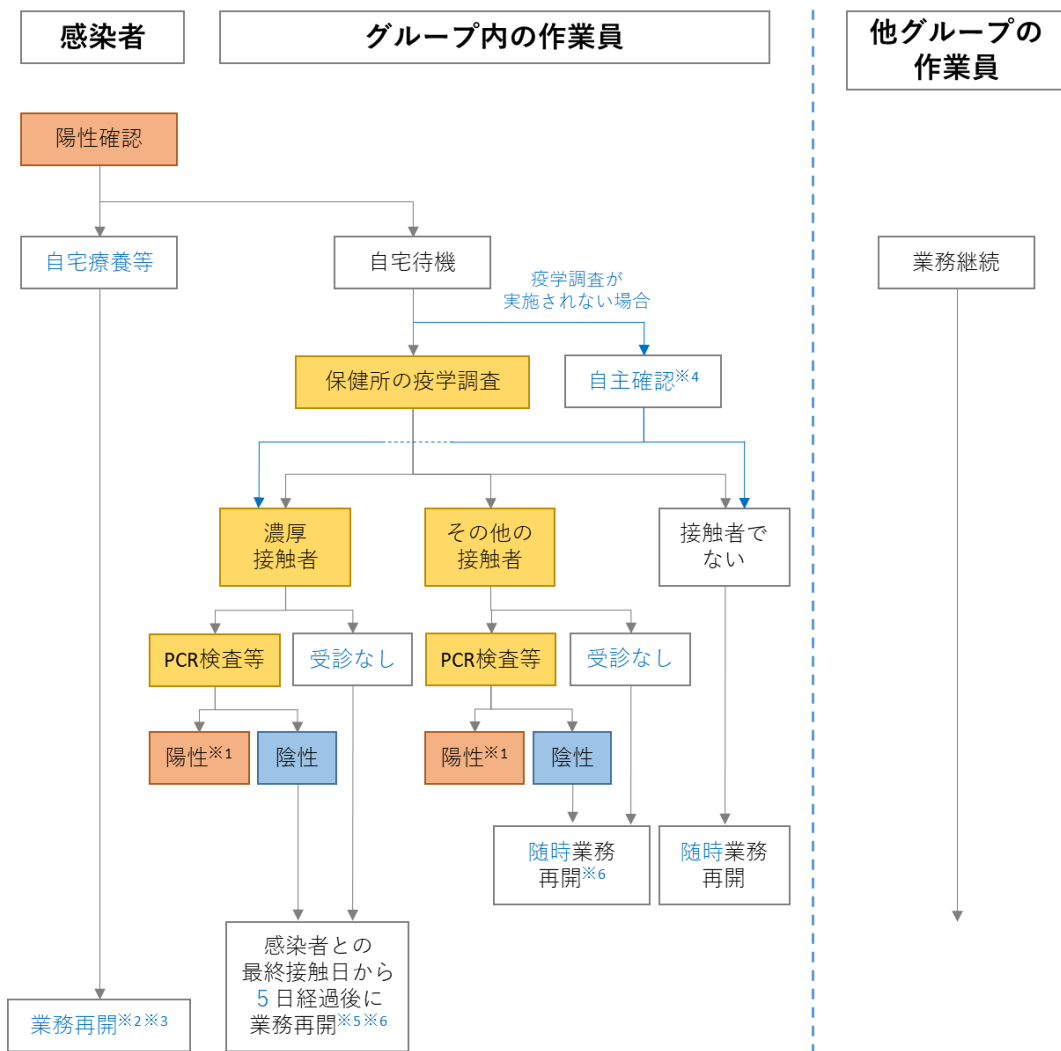 感染者
グループ内の作業員
他グループの
作業員
陽性確認
自宅療養等
自宅待機
業務継続
疫学調査が
実施されない場合
保健所の疫学調査
自主確認※4
濃厚
接触者
その他の
接触者
接触者で
ない
PCR検査等
受診なし
PCR検査等
受診なし
陽性※1
陰性
陽性※1
陰性
随時業務
再開※6
随時業務
再開
感染者との
最終接触日から
5日経過後に
業務再開※5※6
業務再開※2※3